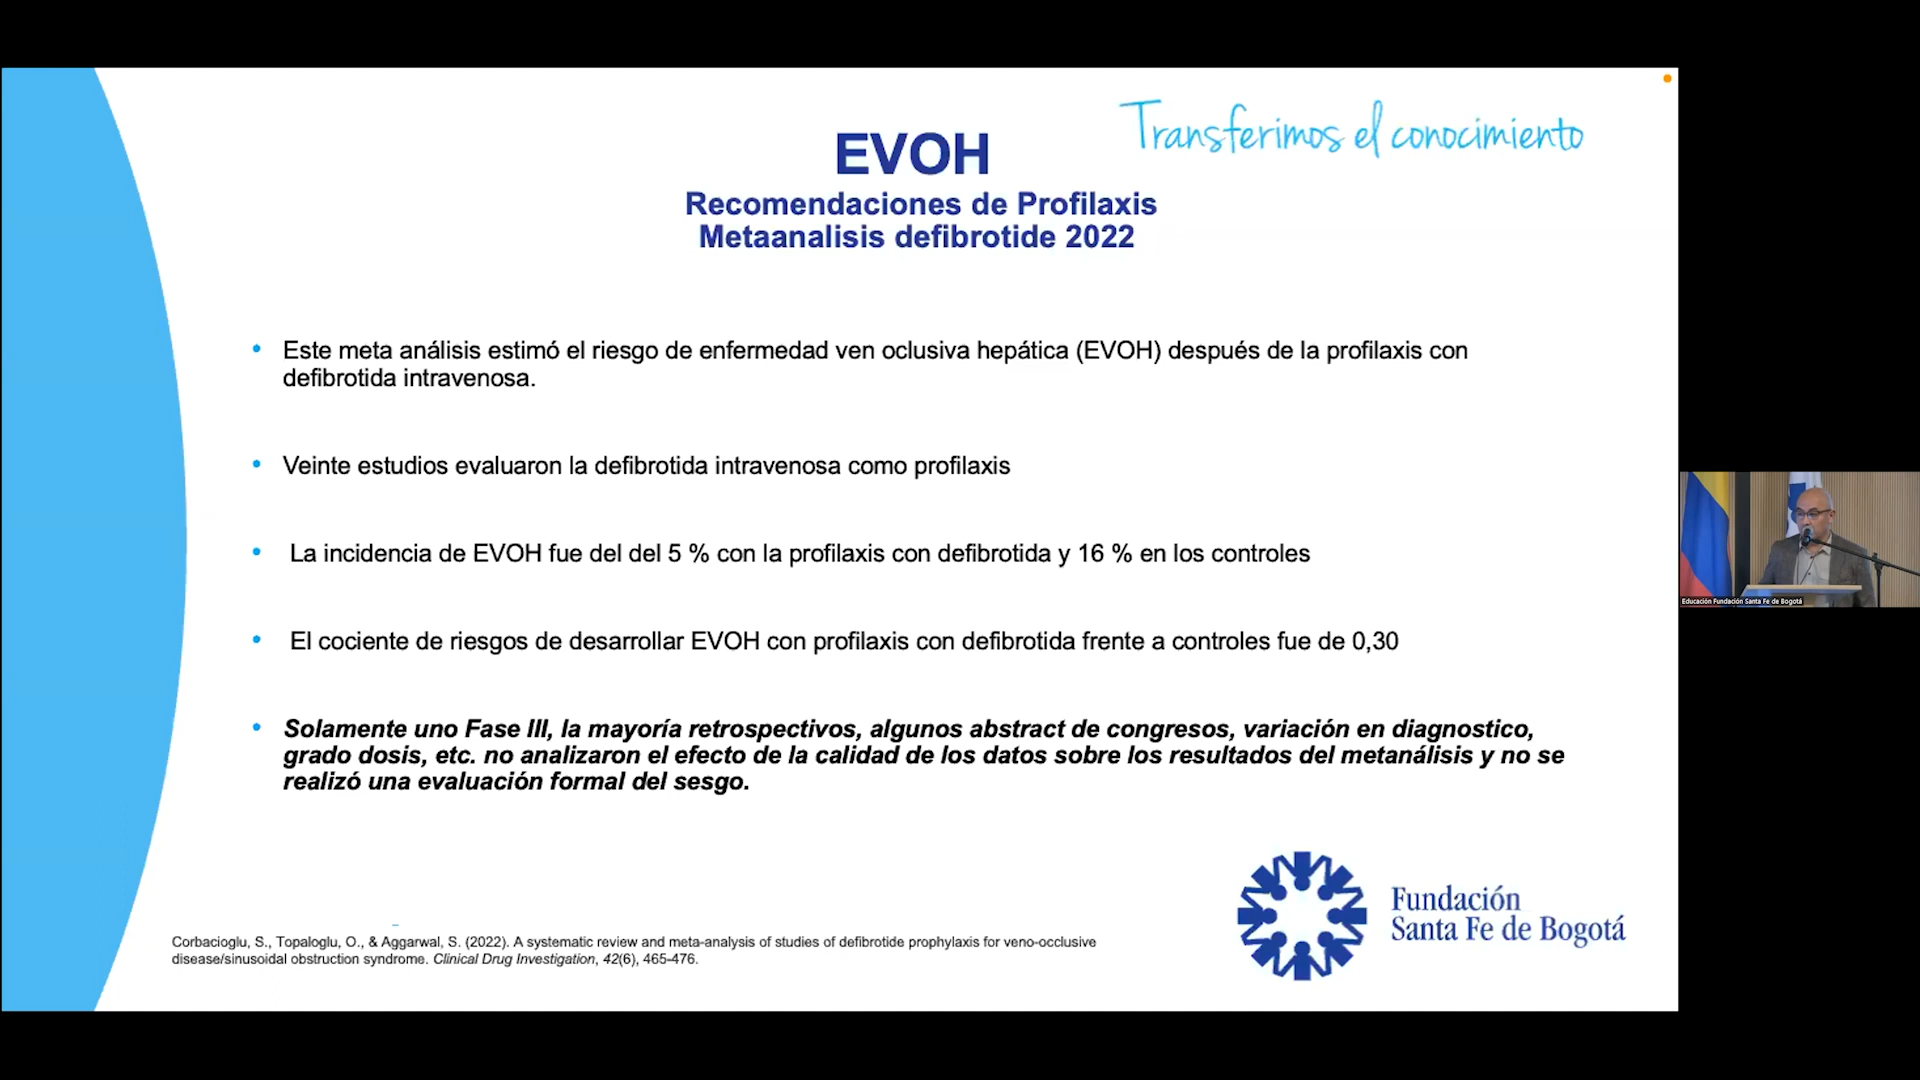 Transferimos el conocimiento
EVOH
Recomendaciones de Profilaxis
Metaanalisis defibrotide 2022
• Este meta análisis estimó el riesgo de enfermedad ven oclusiva hepática (EVOH) después de la profilaxis con
defibrotida intravenosa.
• Veinte estudios evaluaron la defibrotida intravenosa como profilaxis
• La incidencia de EVOH fue del del 5 % con la profilaxis con defibrotida y 16 % en los controles
• El cociente de riesgos de desarrollar EVOH con profilaxis con defibrotida frente a controles fue de 0,30
• Solamente uno Fase III, la mayoría retrospectivos, algunos abstract de congresos, variación en diagnostico,
grado dosis, etc. no analizaron el efecto de la calidad de los datos sobre los resultados del metanálisis y no se
realizó una evaluación formal del sesgo.
Corbacioglu, S., Topaloglu, O., & Aggarwal, S. (2022). A systematic review and meta-analysis of studies of defibrotide prophylaxis for veno-occlusive
disease/sinusoidal obstruction syndrome. Clinical Drug Investigation, 42(6), 465-476.
Fundación
Santa Fe de Bogotá
Educación Fundación Santa Fe de Bogotá